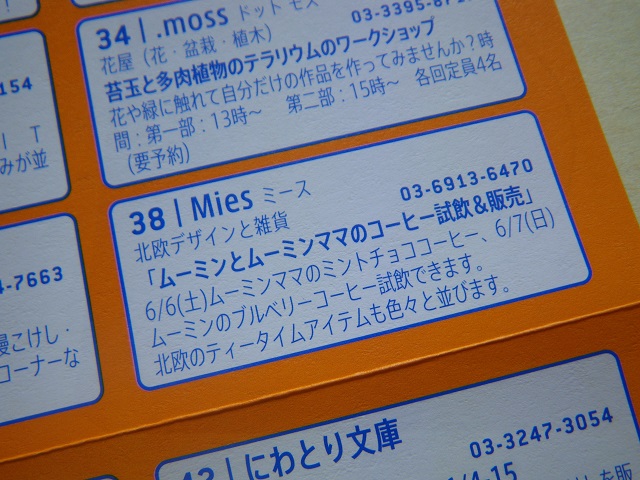 34 | .moss ドット モス
03-3395-87
花屋(花・盆栽・植木)
苔玉と多肉植物のテラリウムのワークショップ
花や緑に触れて自分だけの作品を作ってみませんか?時
間:第一部:13時〜 第二部:15時〜 各回定員4名
(要予約)
154
I T
みが並
38 | Mies ミース
03-6913-6470
北欧デザインと雑貨
「ムーミンとムーミンママのコーヒー試飲&販売」
6/6(土)ムーミンママのミントチョココーヒー、6/7(日)
ムーミンのブルベリーコーヒー試飲できます。
北欧のティータイムアイテムも色々と並びます。
4-7663
こけし・
コーナーな
にわとり文庫
03-3247-3054